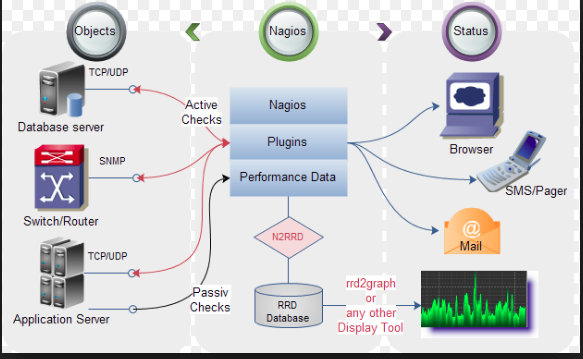 Objects
Nagios
Status
TCP/UDP
Database server
SNMP
Switch/Router
TCP/UDP
Application Server
Active
Checks
Passiv
Checks
Nagios
Plugins
Performance Data
N2RRD
RRD
Database
rrd2graph
or
any other
Display Tool
Browser
SMS/Pager
@
Mail